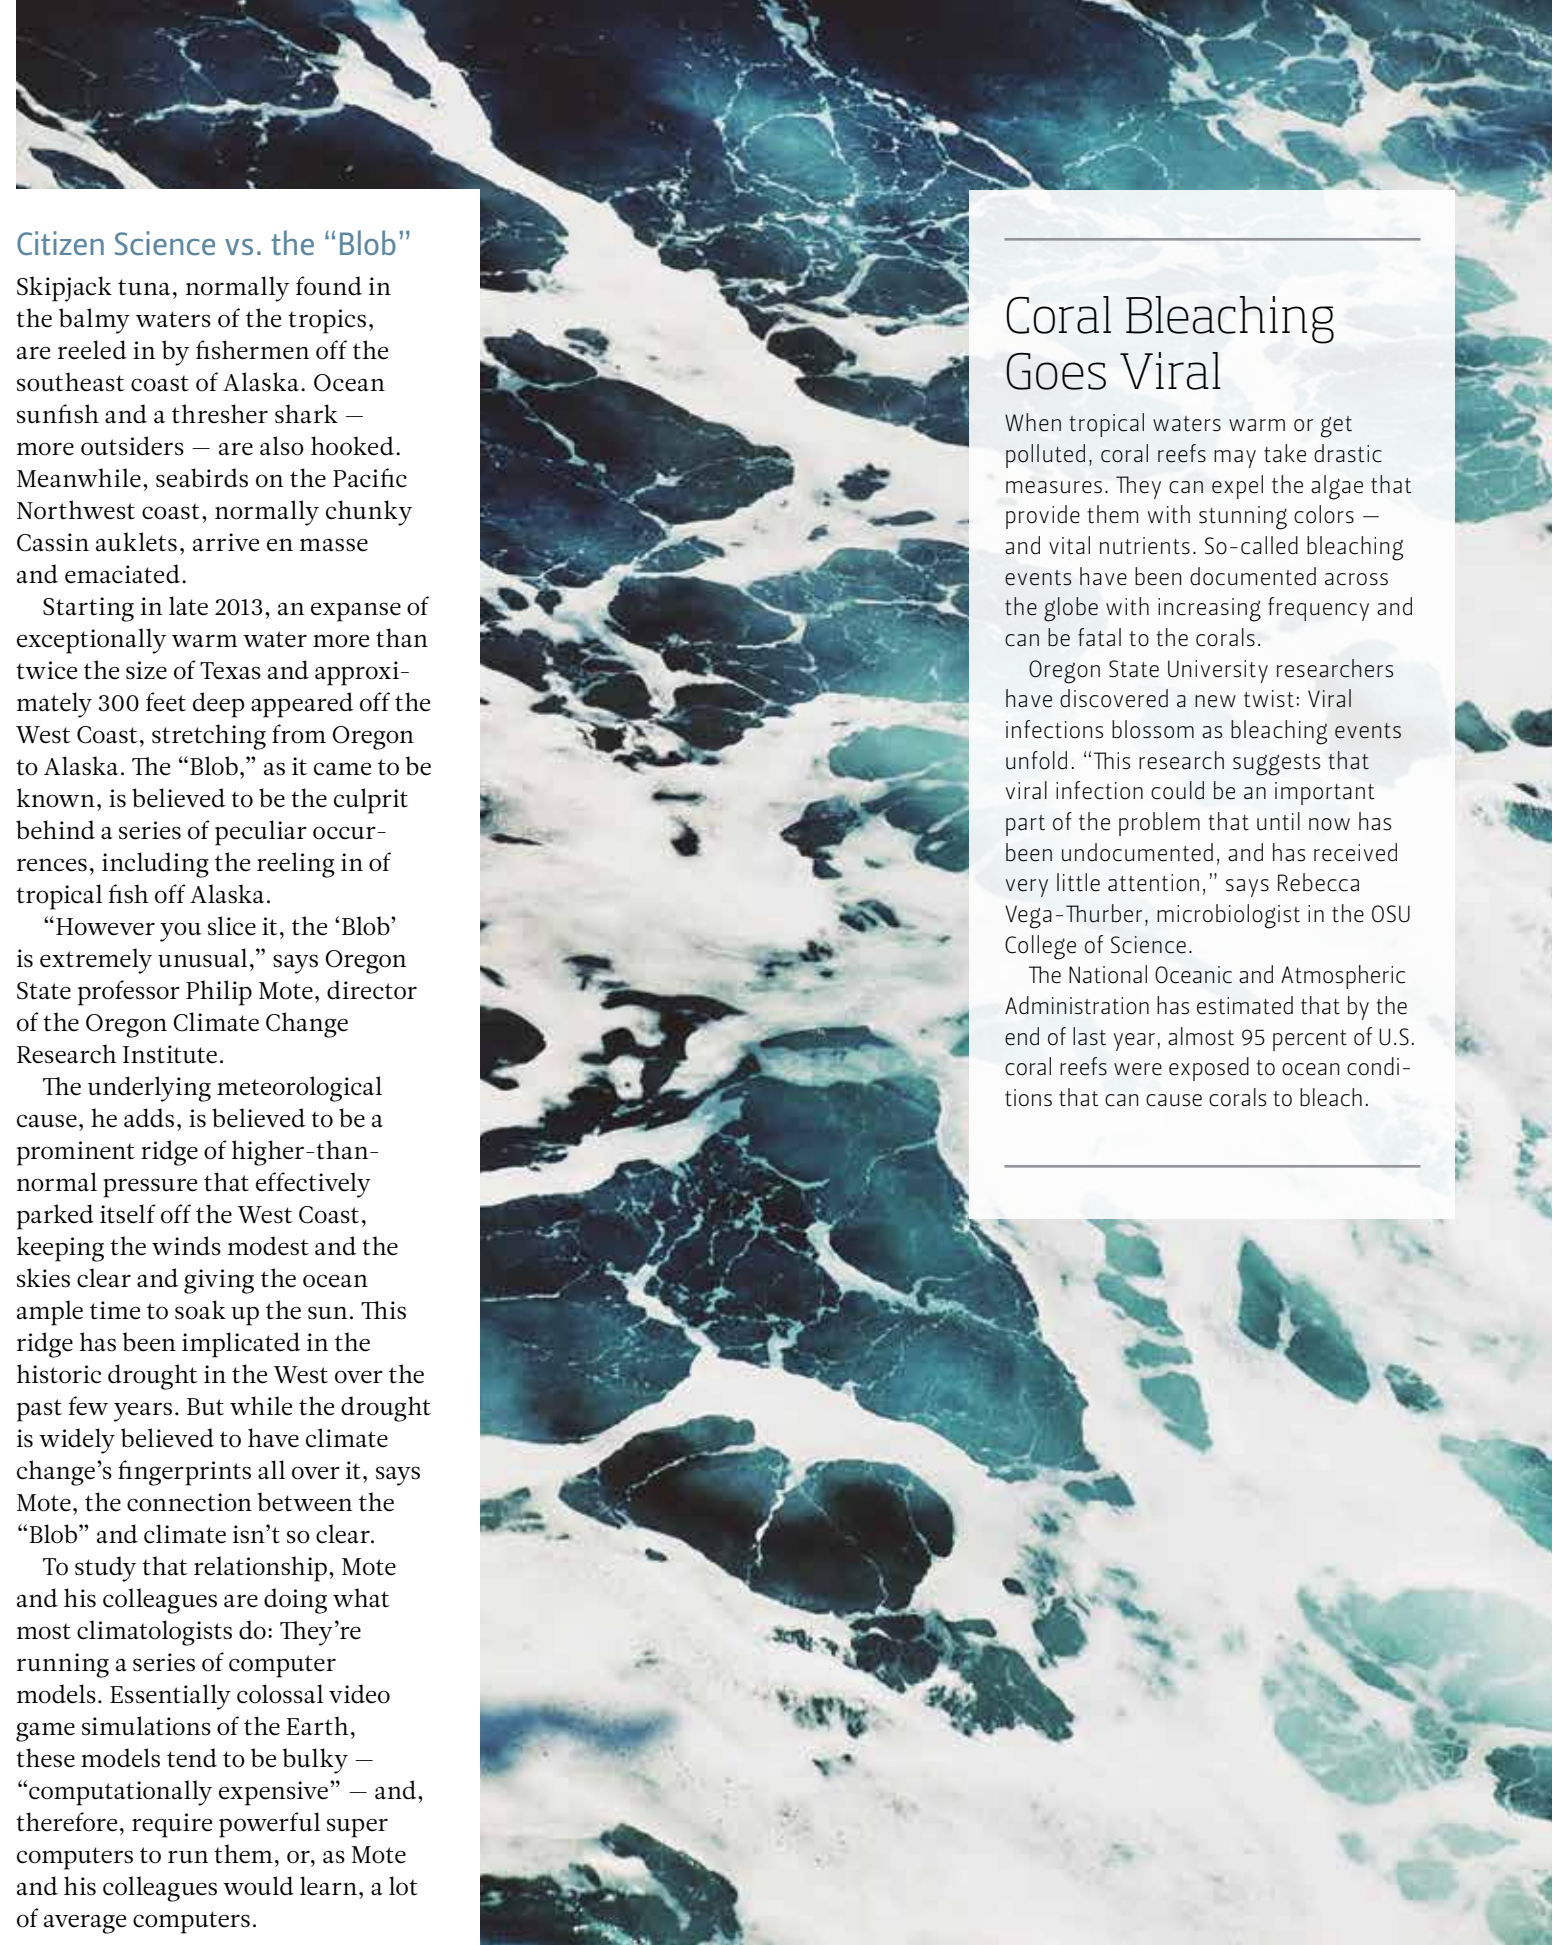 Citizen Science vs. the “Blob”
Skipjack tuna, normally found in
the balmy waters of the tropics,
are reeled in by fishermen off the
southeast coast of Alaska. Ocean
sunfish and a thresher shark —
more outsiders — are also hooked.
Meanwhile, seabirds on the Pacific
Northwest coast, normally chunky
Cassin auklets, arrive en masse
and emaciated.
Starting in late 2013, an expanse of
exceptionally warm water more than
twice the size of Texas and approxi-
mately 300 feet deep appeared off the
West Coast, stretching from Oregon
to Alaska. The “Blob,” as it came to be
known, is believed to be the culprit
behind a series of peculiar occur-
rences, including the reeling in of
tropical fish off Alaska.
“However you slice it, the ‘Blob’
is extremely unusual,” says Oregon
State professor Philip Mote, director
of the Oregon Climate Change
Research Institute.
The underlying meteorological
cause, he adds, is believed to be a
prominent ridge of higher-than-
normal pressure that effectively
parked itself off the West Coast,
keeping the winds modest and the
skies clear and giving the ocean
ample time to soak up the sun. This
ridge has been implicated in the
historic drought in the West over the
past few years. But while the drought
is widely believed to have climate
change’s fingerprints all over it, says
Mote, the connection between the
“Blob” and climate isn’t so clear.
To study that relationship, Mote
and his colleagues are doing what
most climatologists do: They’re
running a series of computer
models. Essentially colossal video
game simulations of the Earth,
these models tend to be bulky —
“computationally expensive” — and,
therefore, require powerful super
computers to run them, or, as Mote
and his colleagues would learn, a lot
of average computers.
Coral Bleaching
Goes Viral
When tropical waters warm or get
polluted, coral reefs may take drastic
measures. They can expel the algae that
provide them with stunning colors —
and vital nutrients. So-called bleaching
events have been documented across
the globe with increasing frequency and
can be fatal to the corals.
Oregon State University researchers
have discovered a new twist: Viral
infections blossom as bleaching events
unfold. “This research suggests that
viral infection could be an important
part of the problem that until now has
been undocumented, and has received
very little attention,” says Rebecca
Vega-Thurber, microbiologist in the OSU
College of Science.
The National Oceanic and Atmospheric
Administration has estimated that by the
end of last year, almost 95 percent of U.S.
coral reefs were exposed to ocean condi-
tions that can cause corals to bleach.